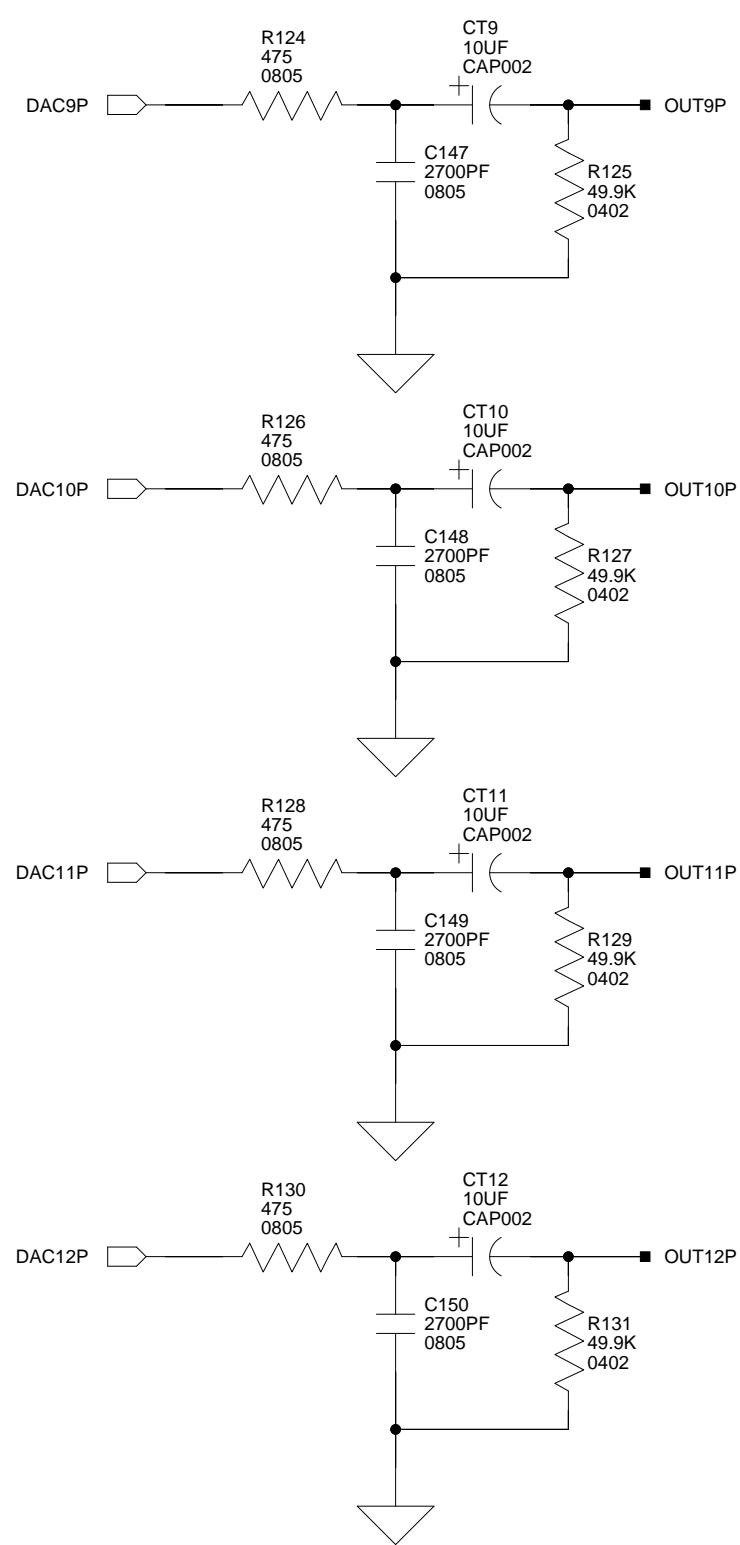 CT9
10UF
CAP002
R124
475
0805
+
DAC9P
OUT9P
C147
2700PF
0805
R125
49.9K
0402
CT10
10UF
CAP002
R126
475
0805
+
DAC10P
OUT10P
C148
2700PF
0805
R127
49.9K
0402
CT11
10UF
CAP002
R128
475
0805
+
DAC11P
OUT11P
C149
2700PF
0805
R129
49.9K
0402
CT12
10UF
CAP002
R130
475
0805
+
DAC12P
OUT12P
C150
2700PF
0805
R131
49.9K
0402